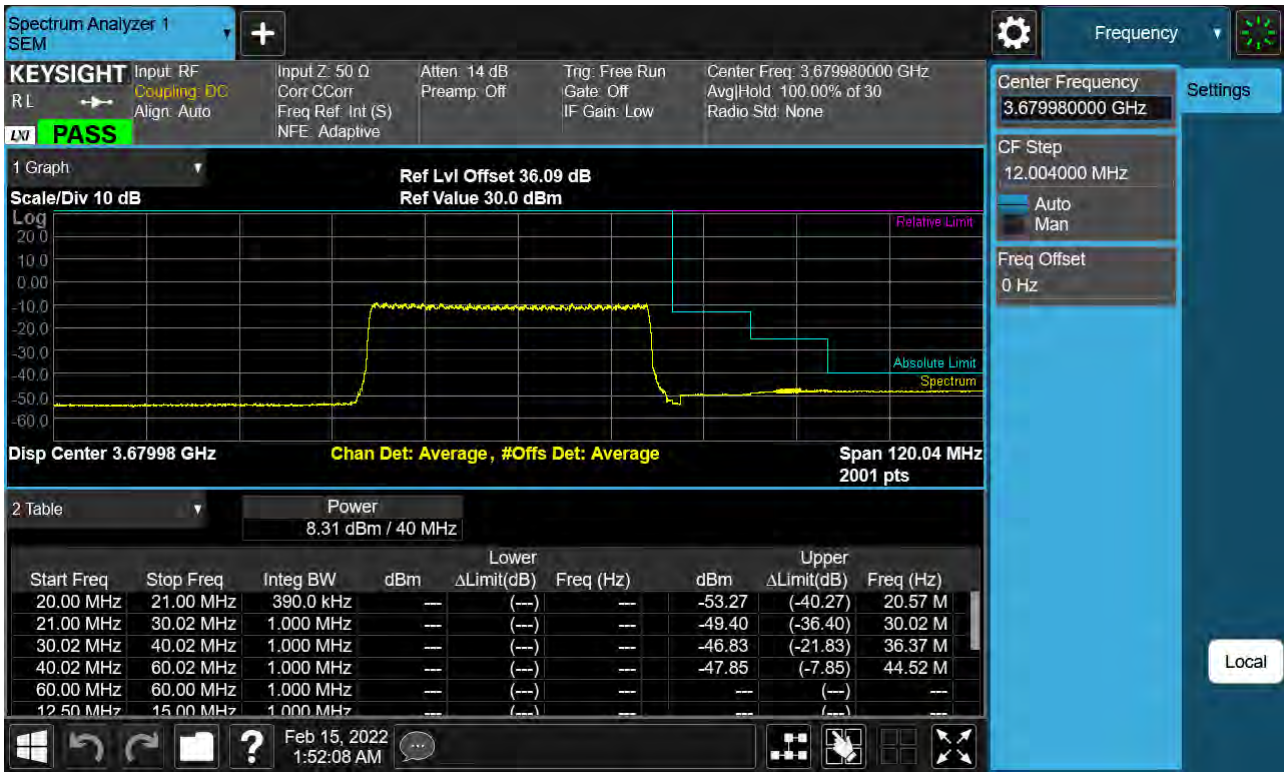 Spectrum Analyzer 1
SEM
+
Frequency
KEYSIGHT
RL
LXI PASS
Input: RF
Coupling: DC
Align: Auto
Input Z: 50 Ω
Corr CCorr
Freq Ref: Int (S)
NFE: Adaptive
Atten: 14 dB
Preamp: Off
Trig: Free Run
Gate: Off
IF Gain: Low
Center Freq: 3.679980000 GHz
Avg|Hold: 100.00% of 30
Radio Std: None
Center Frequency
3.679980000 GHz
Settings
CF Step
12.004000 MHz
Auto
Man
Freq Offset
0 Hz
1 Graph
Ref Lvl Offset 36.09 dB
Scale/Div 10 dB
Ref Value 30.0 dBm
Log
20.0
10.0
0.00
-10.0
-20.0
-30.0
-40.0
-50.0
-60.0
Relative Limit
Absolute Limit
Spectrum
Disp Center 3.67998 GHz
Chan Det: Average, #Offs Det: Average
Span 120.04 MHz
2001 pts
2 Table
Power
8.31 dBm / 40 MHz
Lower Upper
Start Freq Stop Freq Integ BW dBm ΔLimit(dB) Freq (Hz) dBm ΔLimit(dB) Freq (Hz)
20.00 MHz 21.00 MHz 390.0 kHz --- (---) --- -53.27 (-40.27) 20.57 M
21.00 MHz 30.02 MHz 1.000 MHz --- (---) --- -49.40 (-36.40) 30.02 M
30.02 MHz 40.02 MHz 1.000 MHz --- (---) --- -46.83 (-21.83) 36.37 M
40.02 MHz 60.02 MHz 1.000 MHz --- (---) --- -47.85 (-7.85) 44.52 M
60.00 MHz 60.00 MHz 1.000 MHz --- (---) --- --- (---) ---
12.50 MHz 15.00 MHz 1.000 MHz --- (---) --- --- (---) ---
Local
?
Feb 15, 2022
1:52:08 AM